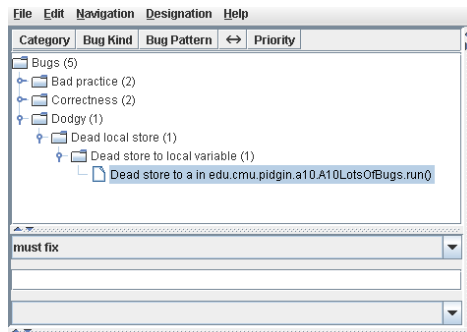 File Edit Navigation Designation Help
Category Bug Kind Bug Pattern ↔ Priority
Bugs (5)
Bad practice (2)
Correctness (2)
Dodgy (1)
Dead local store (1)
Dead store to local variable (1)
Dead store to a in edu.cmu.pidgin.a10.A10LotsOfBugs.run()
must fix